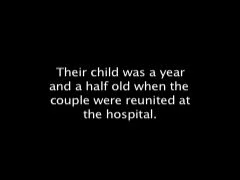 Their child was a year
and a half old when the
couple were reunited at
the hospital.